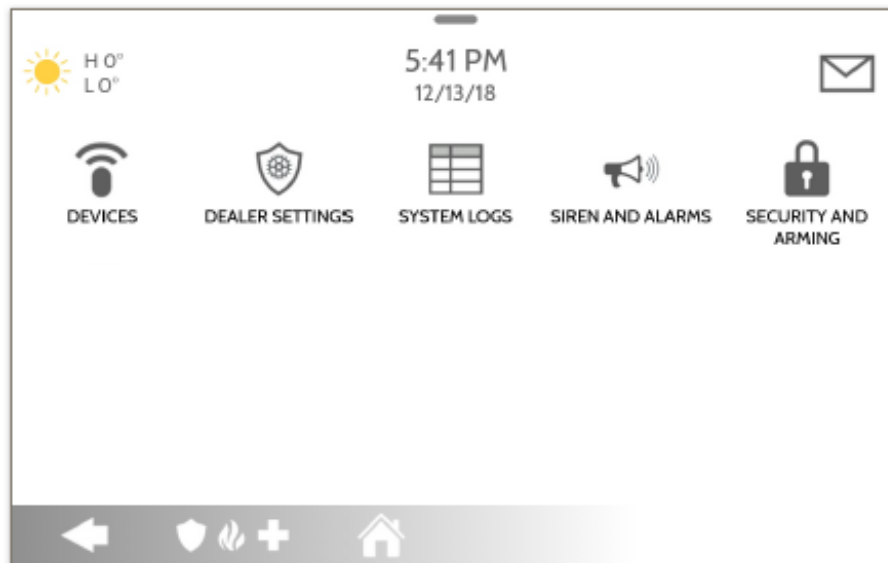 H 0°
L 0°
5:41 PM
12/13/18
DEVICES
DEALER SETTINGS
SYSTEM LOGS
SIREN AND ALARMS
SECURITY AND
ARMING